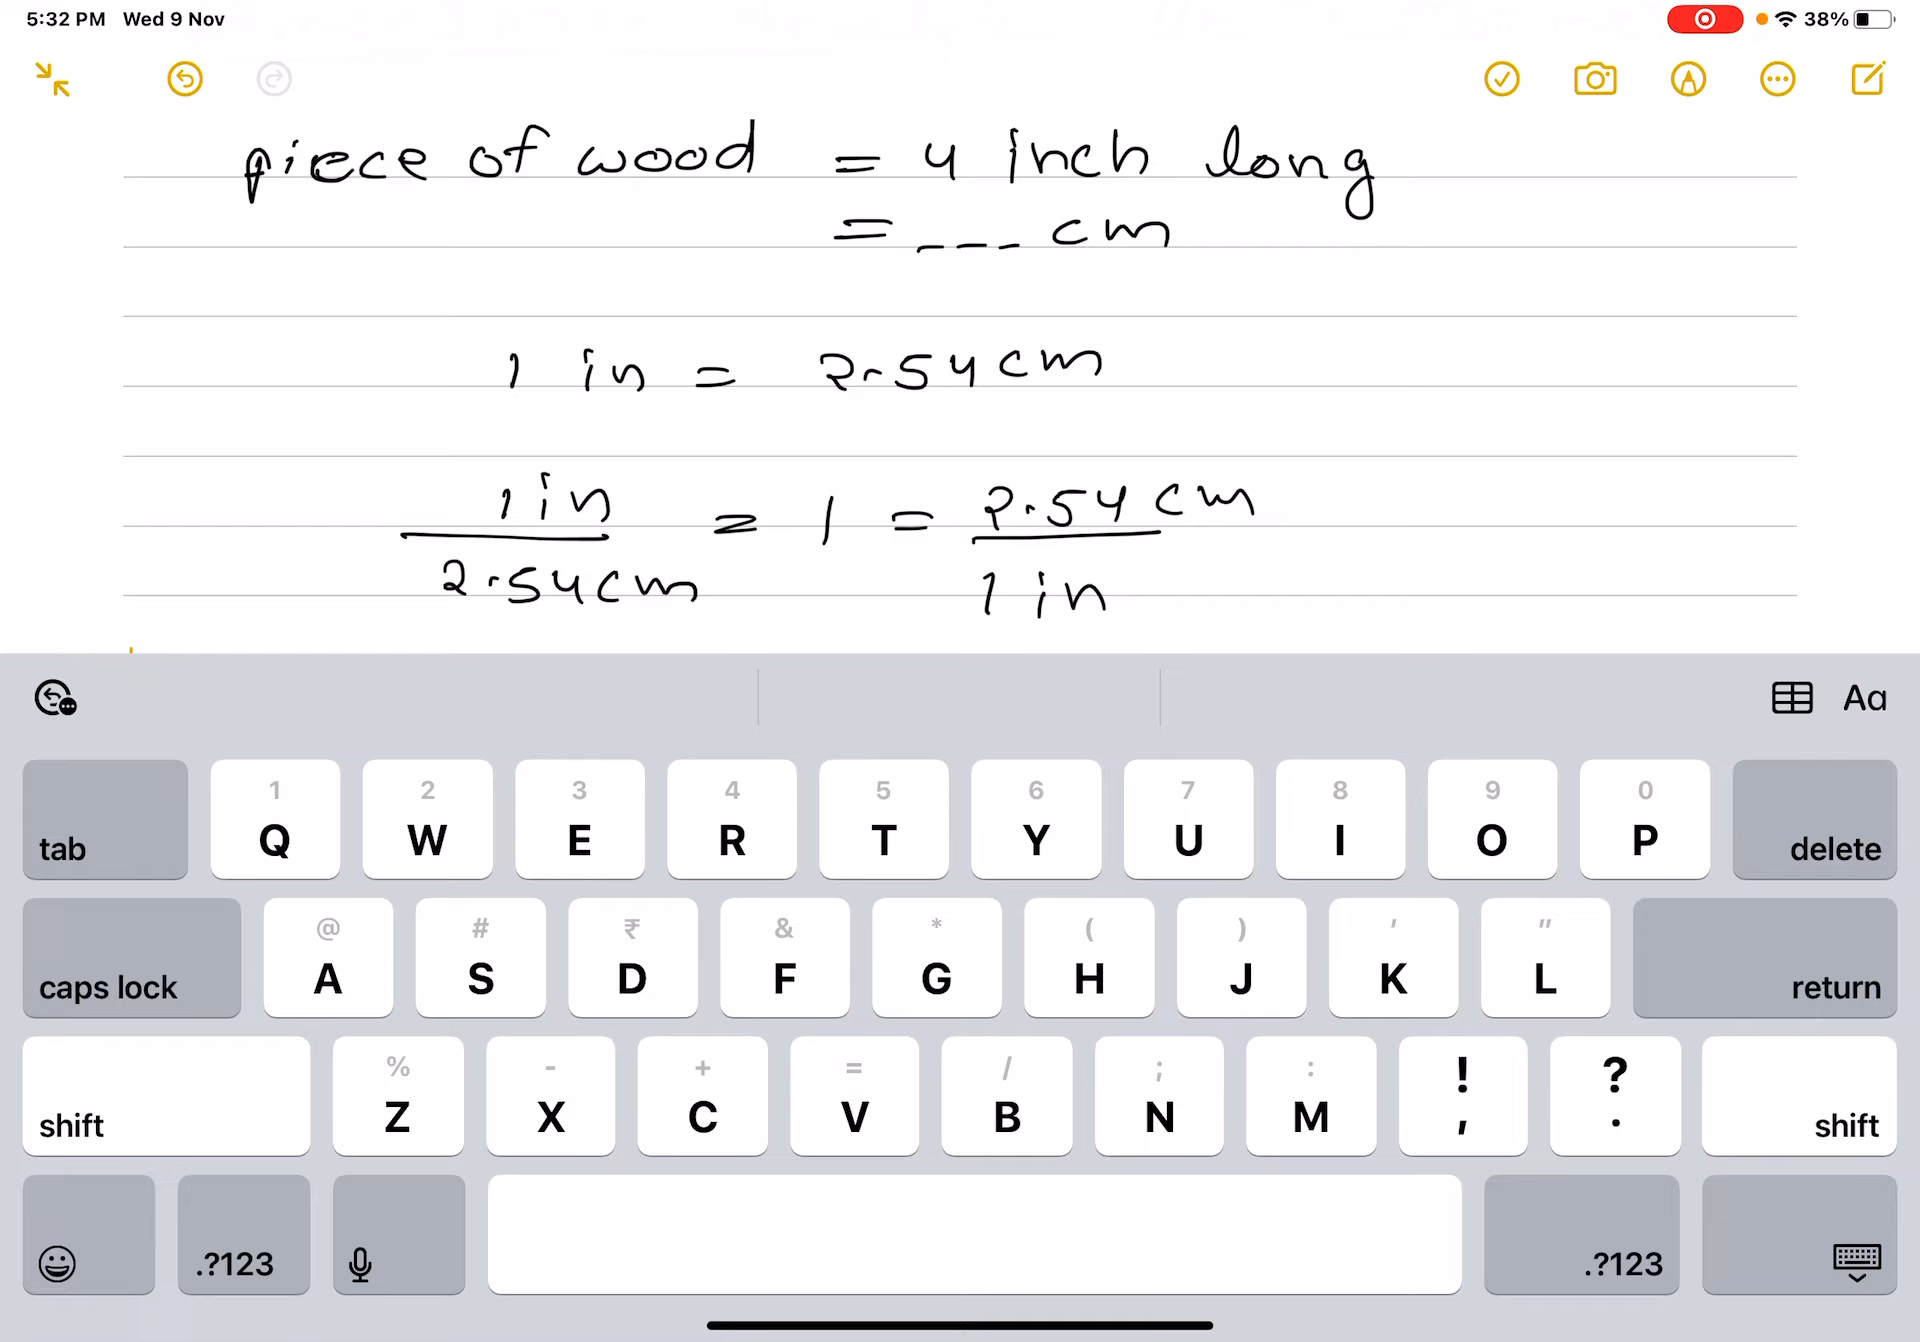 5:32 PM Wed 9 Nov 38%
piece of wood = 4 inch long
= --- cm
1 in = 2.54 cm
1 in / 2.54 cm = 1 = 2.54 cm / 1 in
Aa
tab 1 Q 2 W 3 E 4 R 5 T 6 Y 7 U 8 I 9 O 0 P delete
caps lock @ A # S ₹ D & F * G ( H ) J ' K " L return
shift % Z - X + C = V / B ; N : M ! , ? . shift
.?123 .?123